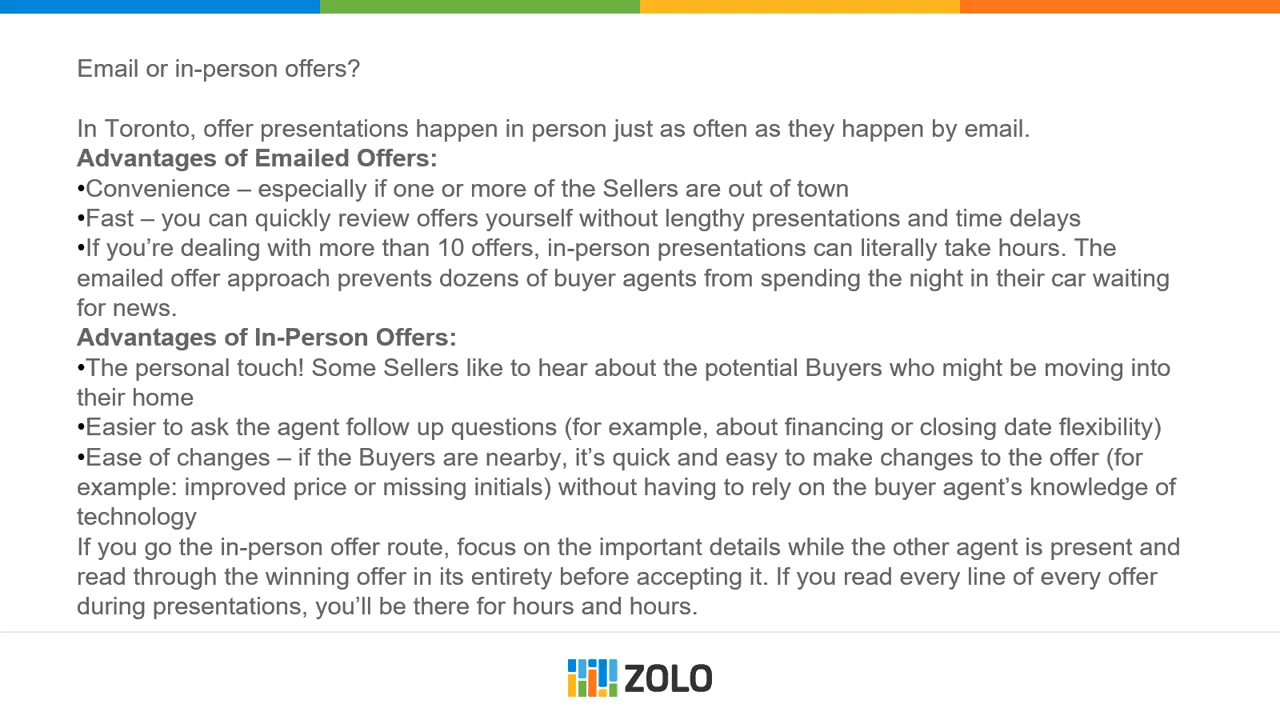 Email or in-person offers?
In Toronto, offer presentations happen in person just as often as they happen by email.
Advantages of Emailed Offers:
•Convenience – especially if one or more of the Sellers are out of town
•Fast – you can quickly review offers yourself without lengthy presentations and time delays
•If you’re dealing with more than 10 offers, in-person presentations can literally take hours. The
emailed offer approach prevents dozens of buyer agents from spending the night in their car waiting
for news.
Advantages of In-Person Offers:
•The personal touch! Some Sellers like to hear about the potential Buyers who might be moving into
their home
•Easier to ask the agent follow up questions (for example, about financing or closing date flexibility)
•Ease of changes – if the Buyers are nearby, it’s quick and easy to make changes to the offer (for
example: improved price or missing initials) without having to rely on the buyer agent’s knowledge of
technology
If you go the in-person offer route, focus on the important details while the other agent is present and
read through the winning offer in its entirety before accepting it. If you read every line of every offer
during presentations, you’ll be there for hours and hours.
ZOLO